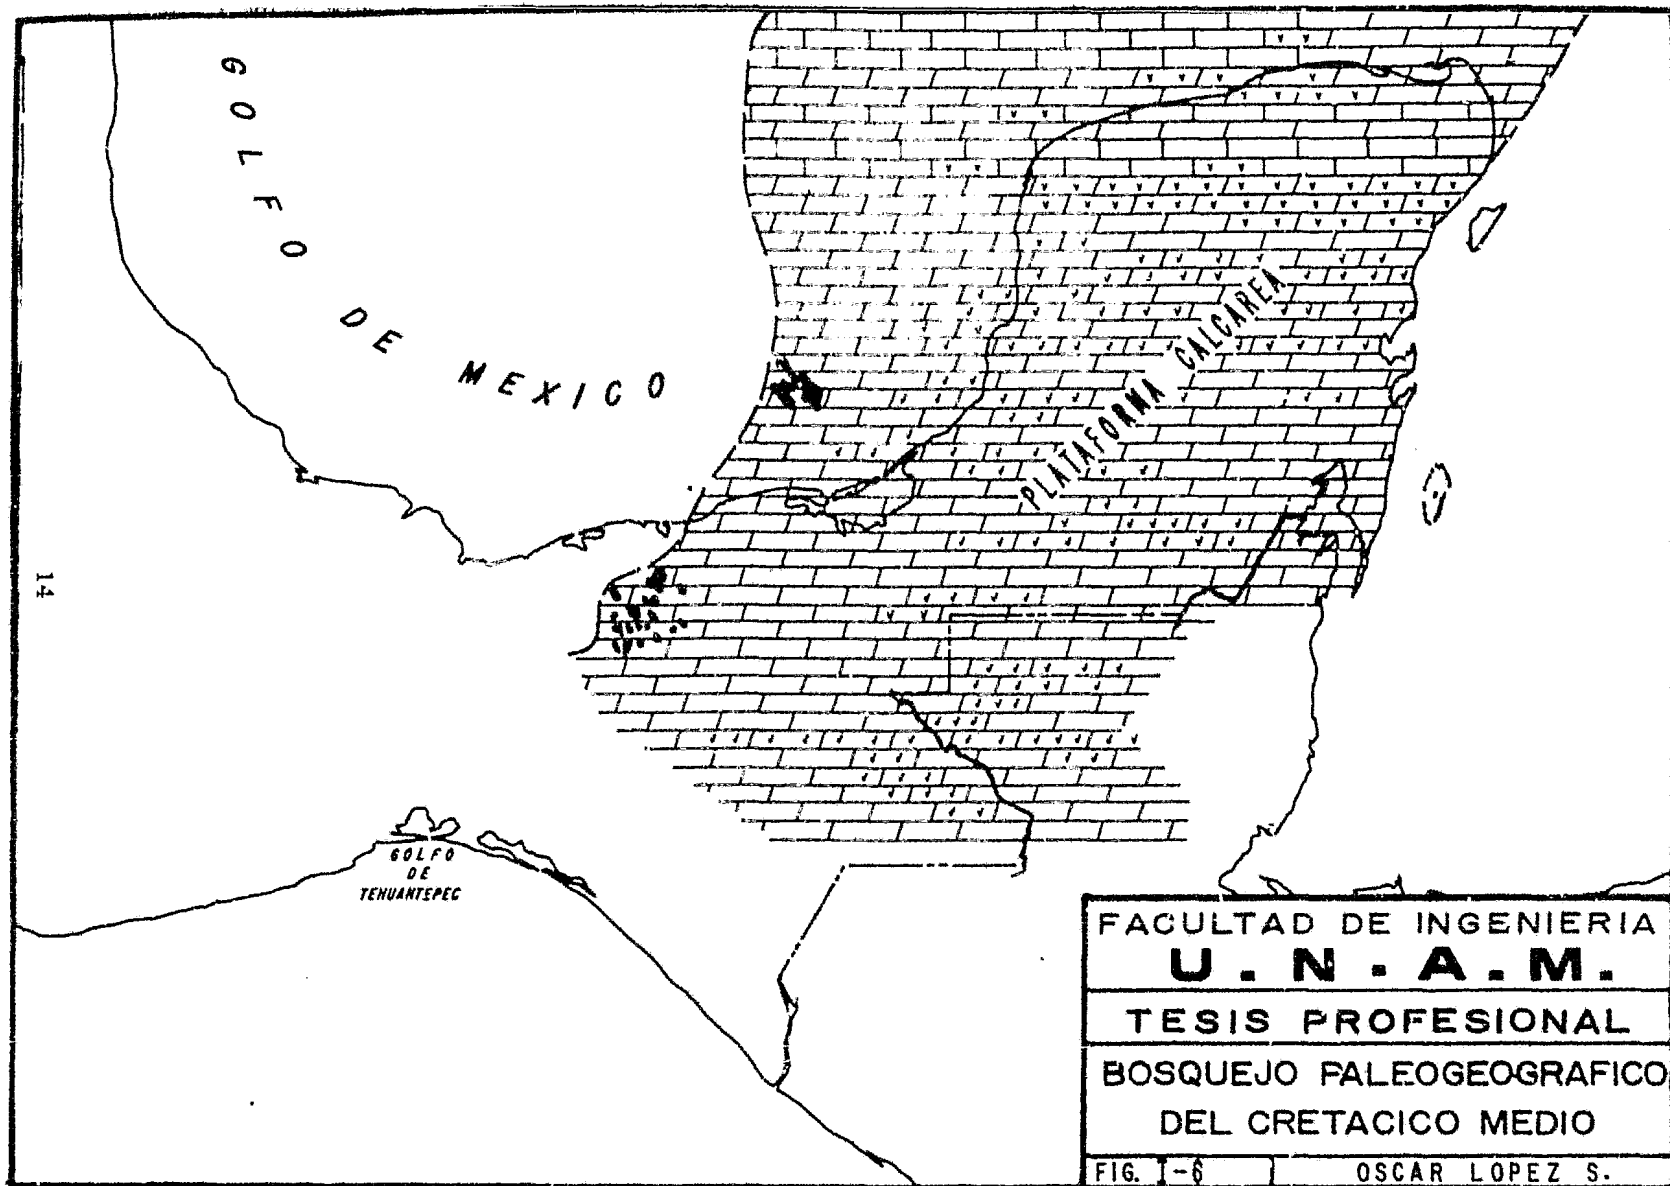 GOLFO
DE
MEXICO
PLATAFORMA CALCAREA
14
GOLFO
DE
TEHUANTEPEC
FACULTAD DE INGENIERIA
U. N. A. M.
TESIS PROFESIONAL
BOSQUEJO PALEOGEOGRAFICO
DEL CRETACICO MEDIO
FIG. I-6
OSCAR LOPEZ S.